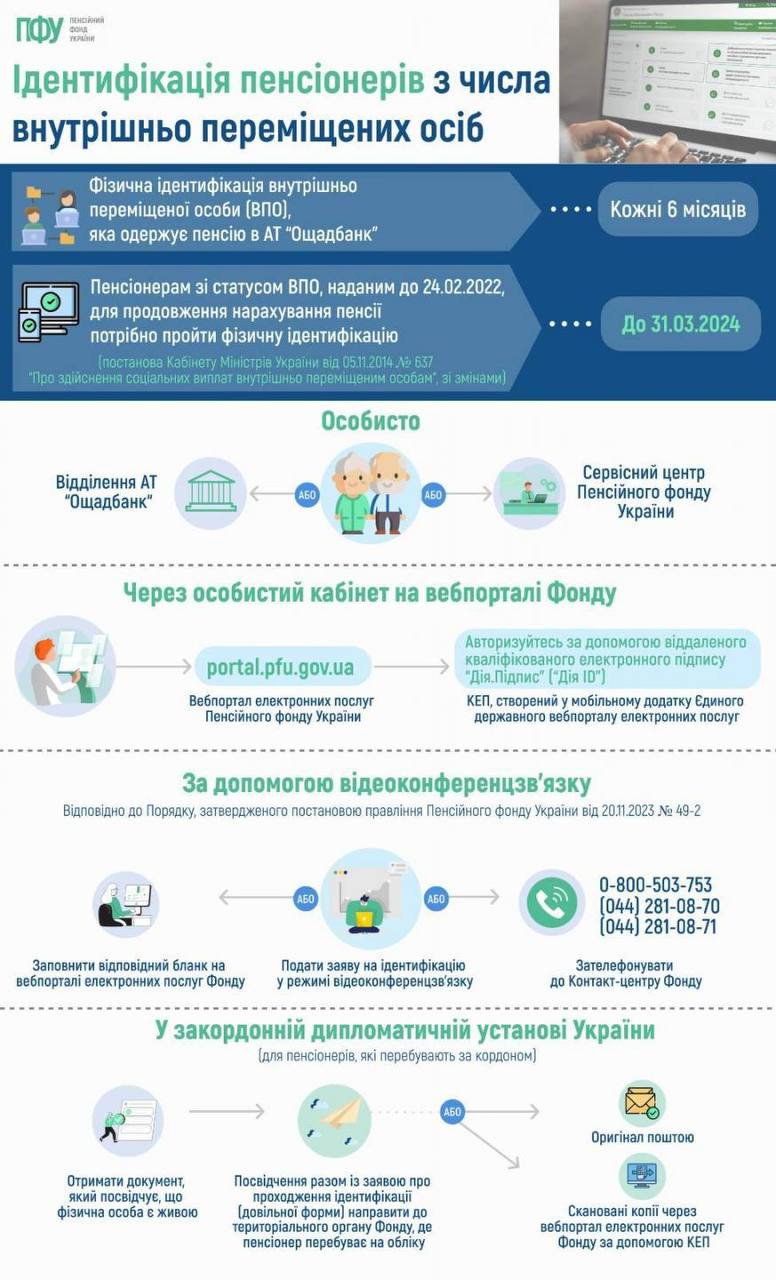 ПФУ
ПЕНСІЙНИЙ
ФОНД
УКРАЇНИ
Ідентифікація пенсіонерів з числа
внутрішньо переміщених осіб
Фізична ідентифікація внутрішньо
переміщеної особи (ВПО),
яка одержує пенсію в АТ “Ощадбанк”
Кожні 6 місяців
Пенсіонерам зі статусом ВПО, наданим до 24.02.2022,
для продовження нарахування пенсії
потрібно пройти фізичну ідентифікацію
(постанова Кабінету Міністрів України від 05.11.2014 № 637
“Про здійснення соціальних виплат внутрішньо переміщеним особам”, зі змінами)
До 31.03.2024
Особисто
Відділення АТ
“Ощадбанк“
АБО
АБО
Сервісний центр
Пенсійного фонду
України
Через особистий кабінет на вебпорталі Фонду
portal.pfu.gov.ua
Вебпортал електронних послуг
Пенсійного фонду України
Авторизуйтесь за допомогою віддаленого
кваліфікованого електронного підпису
“Дія.Підпис” (“Дія ID”)
КЕП, створений у мобільному додатку Єдиного
державного вебпорталу електронних послуг
За допомогою відеоконференцзв’язку
Відповідно до Порядку, затвердженого постановою правління Пенсійного фонду України від 20.11.2023 № 49-2
АБО
АБО
0-800-503-753
(044) 281-08-70
(044) 281-08-71
Заповнити відповідний бланк на
вебпорталі електронних послуг Фонду
Подати заяву на ідентифікацію
у режимі відеоконференцзв’язку
Зателефонувати
до Контакт-центру Фонду
У закордонній дипломатичній установі України
(для пенсіонерів, які перебувають за кордоном)
АБО
Оригінал поштою
Отримати документ,
який посвідчує, що
фізична особа є живою
Посвідчення разом із заявою про
проходження ідентифікації
(довільної форми) направити до
територіального органу Фонду, де
пенсіонер перебуває на обліку
Скановані копії через
вебпортал електронних послуг
Фонду за допомогою КЕП